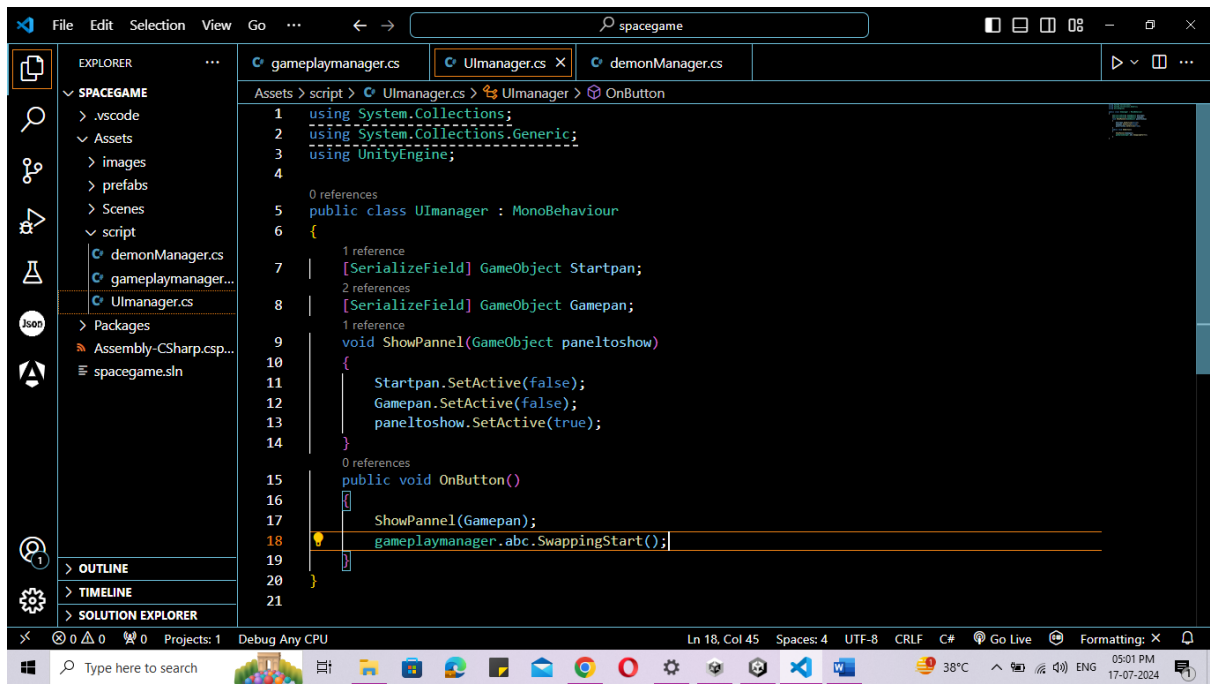 File Edit Selection View Go ··· spacegame
EXPLORER ···
SPACEGAME
.vscode
Assets
images
prefabs
Scenes
script
demonManager.cs
gameplaymanager...
UImanager.cs
Packages
Assembly-CSharp.csp...
spacegame.sln
OUTLINE
TIMELINE
SOLUTION EXPLORER
Json
1
gameplaymanager.cs UImanager.cs demonManager.cs
Assets > script > UImanager.cs > UImanager > OnButton
1 using System.Collections;
2 using System.Collections.Generic;
3 using UnityEngine;
4
0 references
5 public class UImanager : MonoBehaviour
6 {
1 reference
7 [SerializeField] GameObject Startpan;
2 references
8 [SerializeField] GameObject Gamepan;
1 reference
9 void ShowPannel(GameObject paneltoshow)
10 {
11 Startpan.SetActive(false);
12 Gamepan.SetActive(false);
13 paneltoshow.SetActive(true);
14 }
0 references
15 public void OnButton()
16 {
17 ShowPannel(Gamepan);
18 gameplaymanager.abc.SwappingStart();
19 }
20 }
21
0 0 0 Projects: 1 Debug Any CPU Ln 18, Col 45 Spaces: 4 UTF-8 CRLF C# Go Live Formatting: ×
Type here to search 38°C ENG 05:01 PM
17-07-2024